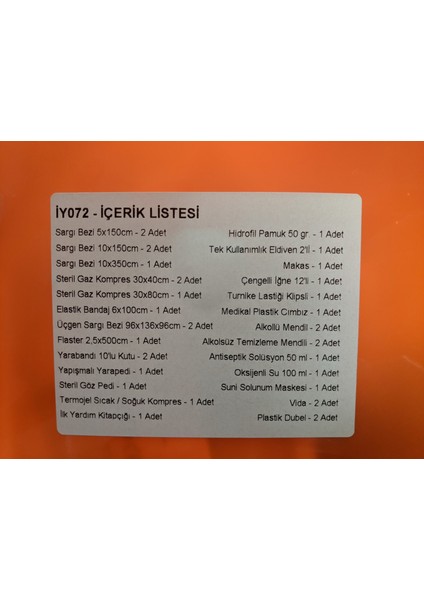 İY072 - İÇERİK LİSTESİ
Sargı Bezi 5x150cm - 2 Adet
Sargı Bezi 10x150cm - 2 Adet
Sargı Bezi 10x350cm - 1 Adet
Steril Gaz Kompres 30x40cm - 2 Adet
Steril Gaz Kompres 30x80cm - 1 Adet
Elastik Bandaj 6x100cm - 1 Adet
Üçgen Sargı Bezi 96x136x96cm - 2 Adet
Flaster 2,5x500cm - 1 Adet
Yarabandı 10'lu Kutu - 2 Adet
Yapışmalı Yarapedi - 1 Adet
Steril Göz Pedi - 1 Adet
Termojel Sıcak / Soğuk Kompres - 1 Adet
İlk Yardım Kitapçığı - 1 Adet
Hidrofil Pamuk 50 gr. - 1 Adet
Tek Kullanımlık Eldiven 2'li - 1 Adet
Makas - 1 Adet
Çengelli İğne 12'li - 1 Adet
Turnike Lastiği Klipsli - 1 Adet
Medikal Plastik Cımbız - 1 Adet
Alkollü Mendil - 2 Adet
Alkolsüz Temizleme Mendili - 2 Adet
Antiseptik Solüsyon 50 ml - 1 Adet
Oksijenli Su 100 ml - 1 Adet
Suni Solunum Maskesi - 1 Adet
Vida - 2 Adet
Plastik Dubel - 2 Adet